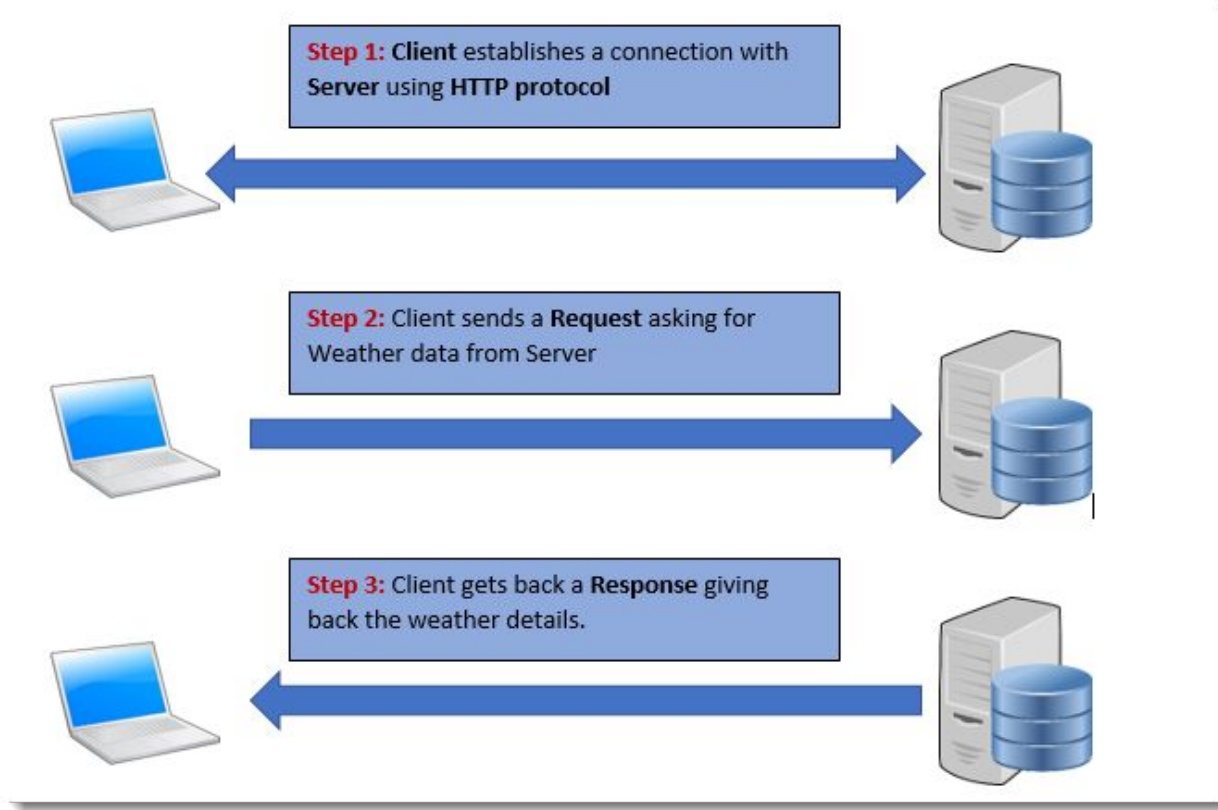 Step 1: Client establishes a connection with
Server using HTTP protocol
Step 2: Client sends a Request asking for
Weather data from Server
Step 3: Client gets back a Response giving
back the weather details.